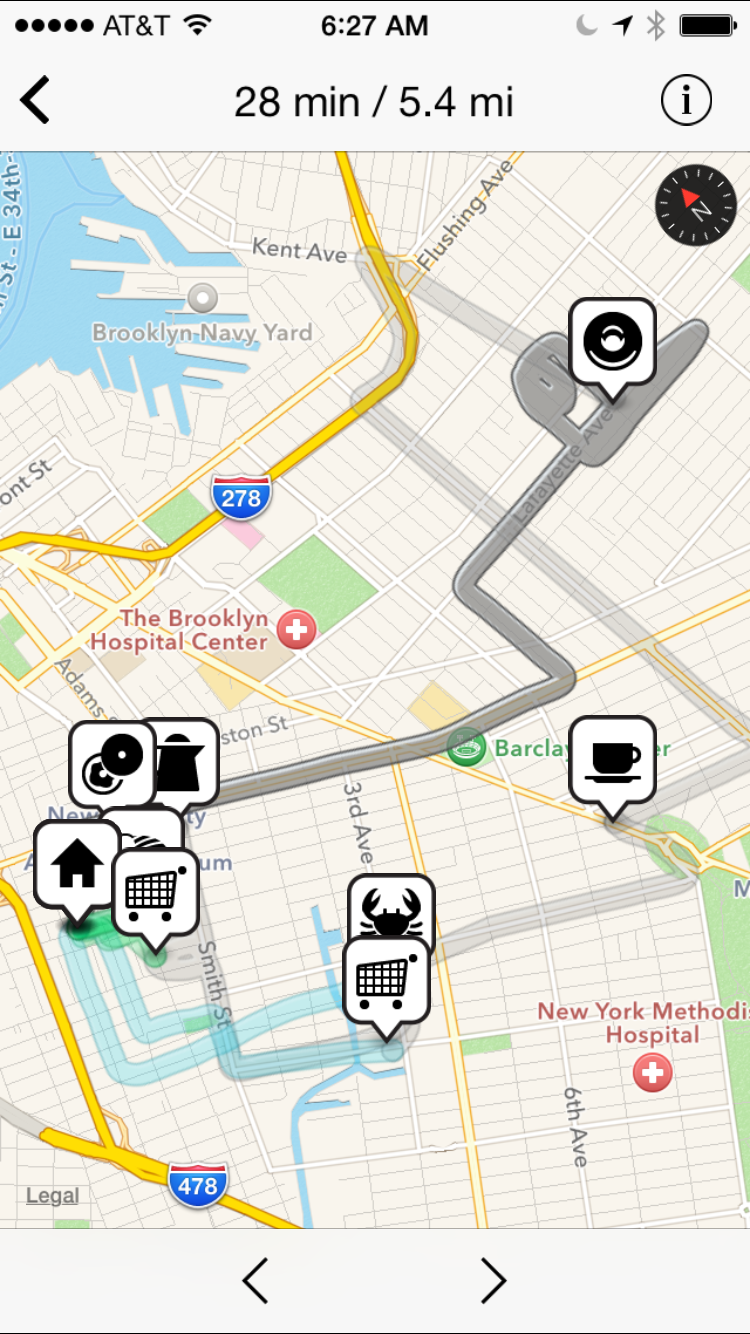 AT&T 6:27 AM
28 min / 5.4 mi
i
St - E 34th-
Kent Ave
Flushing Ave
N
Brooklyn Navy Yard
ont St
278
Lafayette Ave
The Brooklyn
Hospital Center
Adams S
ston St
Barclay er
New ty
3rd Ave
A um
M
Smith St
New York Methodis
Hospital
6th Ave
478
Legal